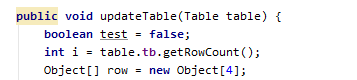 public void updateTable(Table table) {
boolean test = false;
int i = table.tb.getRowCount();
Object[] row = new Object[4];